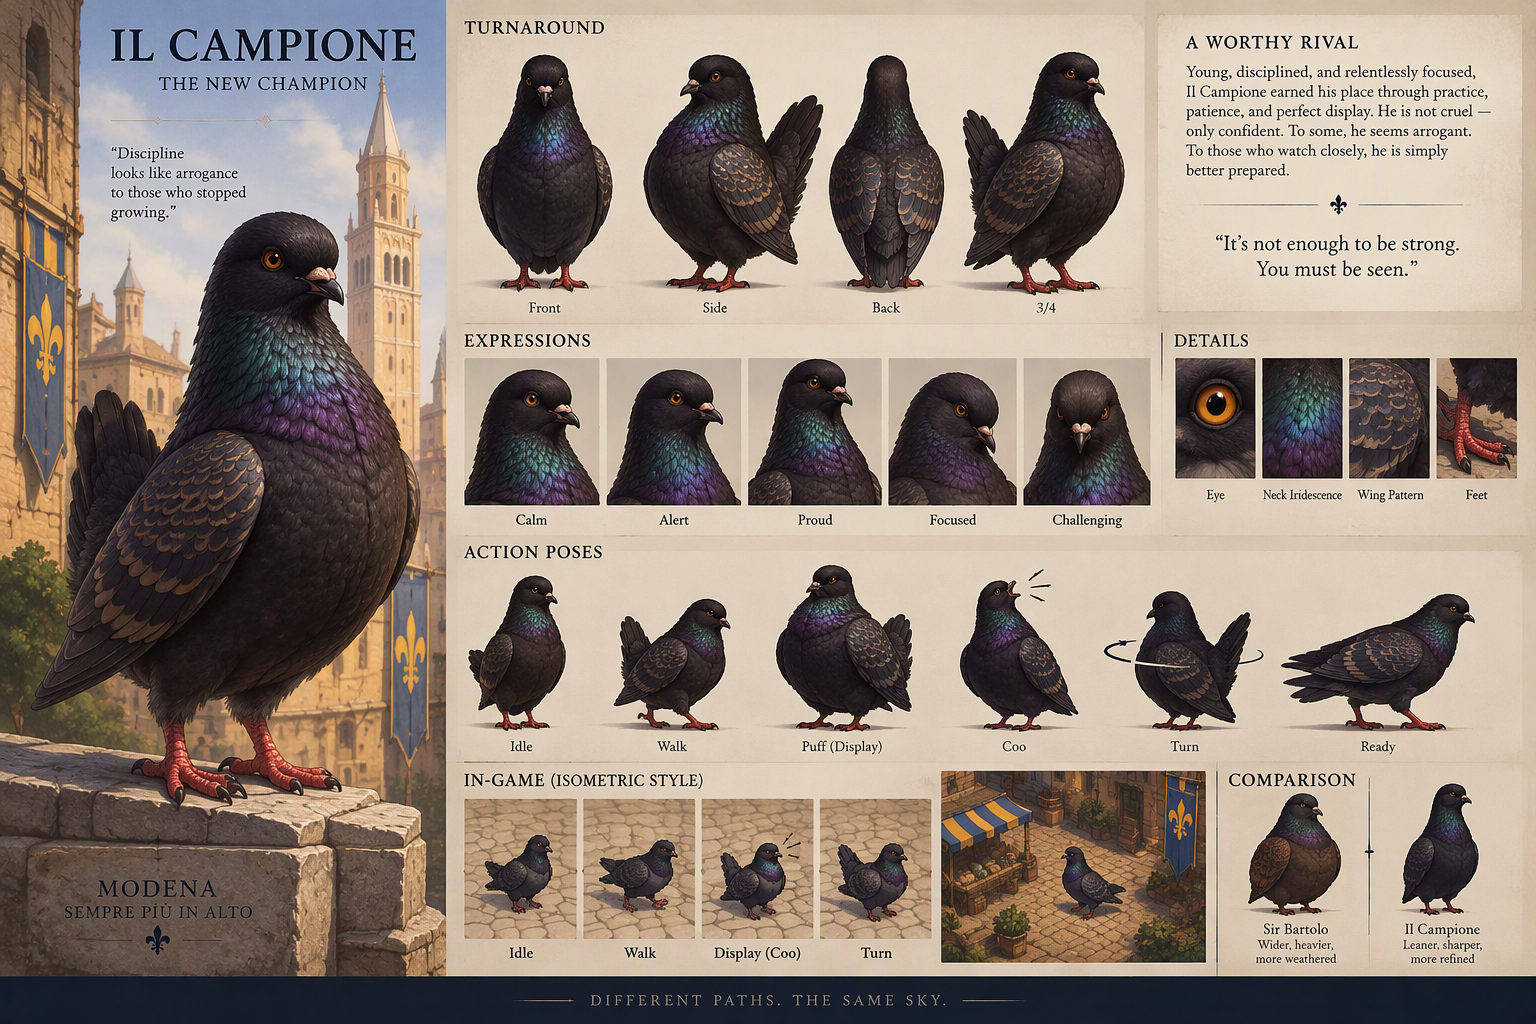 IL CAMPIONE
THE NEW CHAMPION
“Discipline
looks like arrogance
to those who stopped
growing.”
MODENA
SEMPRE PIÙ IN ALTO
TURNAROUND
Front
Side
Back
3/4
A WORTHY RIVAL
Young, disciplined, and relentlessly focused,
Il Campione earned his place through practice,
patience, and perfect display. He is not cruel —
only confident. To some, he seems arrogant.
To those who watch closely, he is simply
better prepared.
“It’s not enough to be strong.
You must be seen.”
EXPRESSIONS
Calm
Alert
Proud
Focused
Challenging
DETAILS
Eye
Neck Iridescence
Wing Pattern
Feet
ACTION POSES
Idle
Walk
Puff (Display)
Coo
Turn
Ready
IN-GAME (ISOMETRIC STYLE)
Idle
Walk
Display (Coo)
Turn
COMPARISON
Sir Bartolo
Wider, heavier,
more weathered
Il Campione
Leaner, sharper,
more refined
DIFFERENT PATHS. THE SAME SKY.